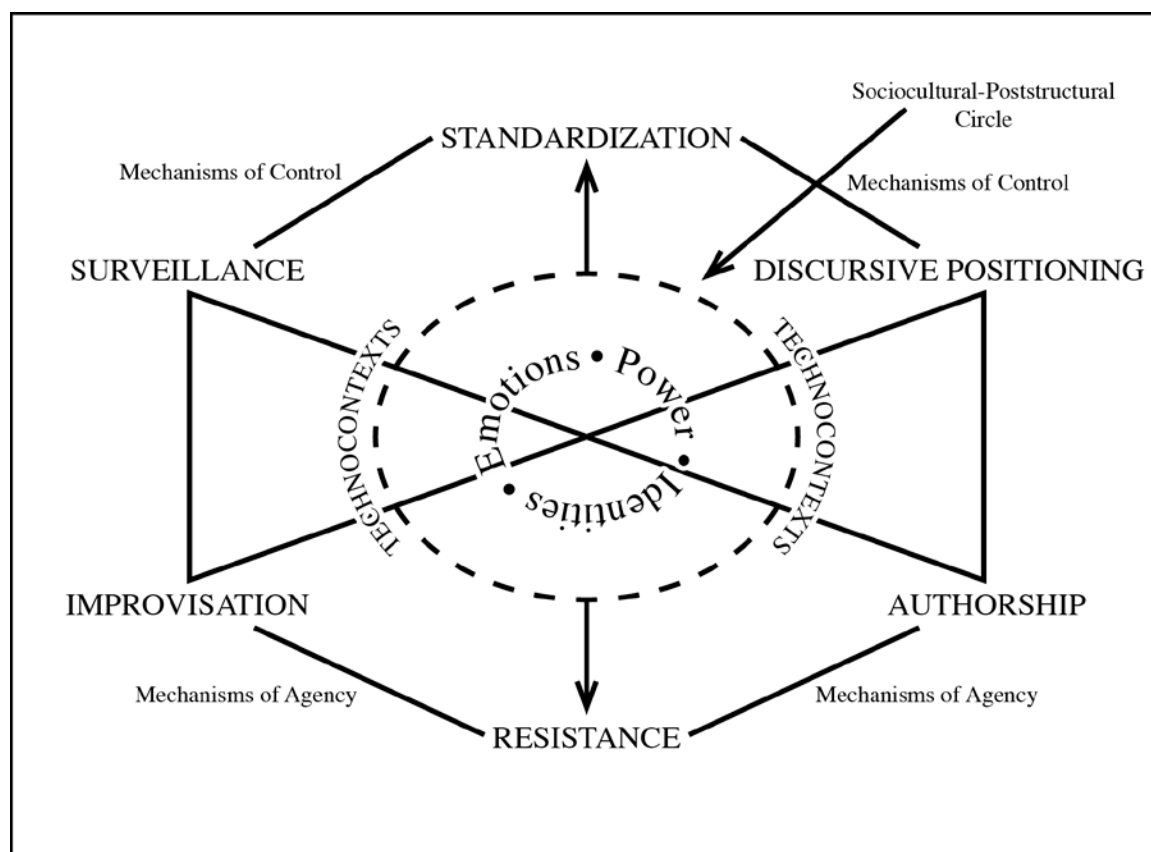 Sociocultural-Poststructural
Circle
STANDARDIZATION
Mechanisms of Control
Mechanisms of Control
SURVEILLANCE
DISCURSIVE POSITIONING
TECHNOCONTEXTS
Emotions • Power • Identities •
TECHNOCONTEXTS
IMPROVISATION
AUTHORSHIP
Mechanisms of Agency
Mechanisms of Agency
RESISTANCE